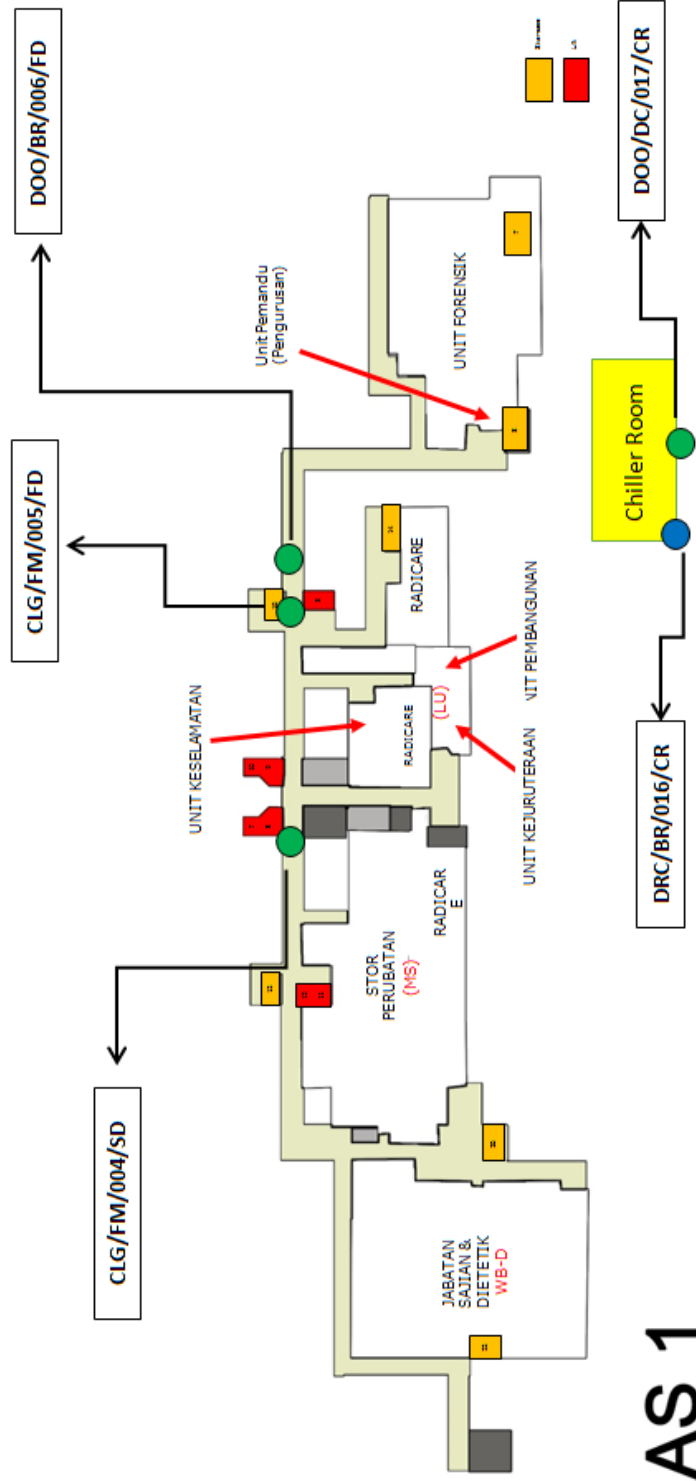 DOO/BR/006/FD
CLG/FM/005/FD
CLG/FM/004/SD
Unit Pemandu
(Pengurusan)
UNIT FORENSIK
UNIT KESELAMATAN
RADICARE
RADICARE
(LU)
UNIT PEMBANGUNAN
UNIT KEJURUTERAAN
RADICAR
E
STOR
PERUBATAN
(MS)
JABATAN
SAJIAN &
DIETETIK
WB-D
Chiller Room
DOO/DC/017/CR
DRC/BR/016/CR
AS 1